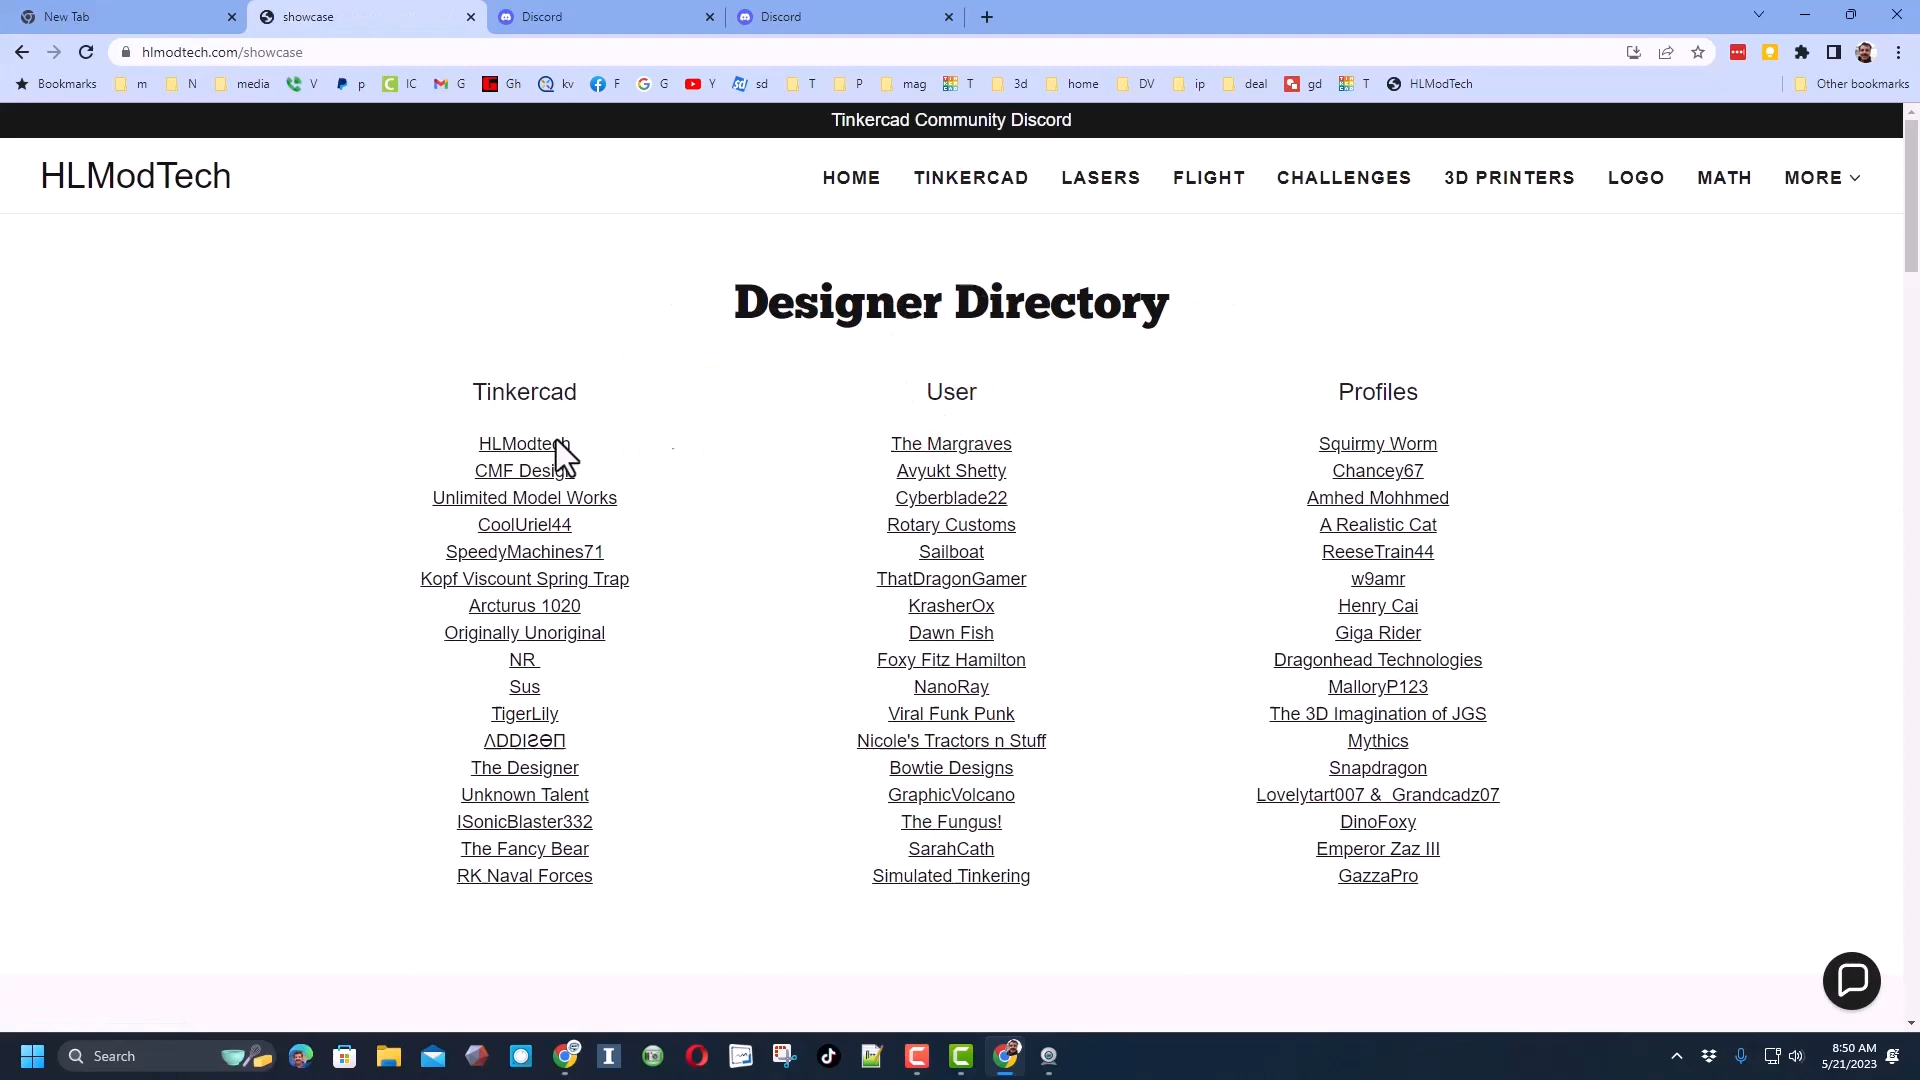 New Tab
showcase
Discord
Discord
hlmodtech.com/showcase
Bookmarks m N media V p IC G Gh kv F G Y sd T P mag T 3d home DV ip deal gd T HLModTech Other bookmarks
Tinkercad Community Discord
HLModTech
HOME TINKERCAD LASERS FLIGHT CHALLENGES 3D PRINTERS LOGO MATH MORE
Designer Directory
Tinkercad
HLModtech
CMF Design
Unlimited Model Works
CoolUriel44
SpeedyMachines71
Kopf Viscount Spring Trap
Arcturus 1020
Originally Unoriginal
NR
Sus
TigerLily
ΛDDIƧӨП
The Designer
Unknown Talent
ISonicBlaster332
The Fancy Bear
RK Naval Forces
User
The Margraves
Avyukt Shetty
Cyberblade22
Rotary Customs
Sailboat
ThatDragonGamer
KrasherOx
Dawn Fish
Foxy Fitz Hamilton
NanoRay
Viral Funk Punk
Nicole's Tractors n Stuff
Bowtie Designs
GraphicVolcano
The Fungus!
SarahCath
Simulated Tinkering
Profiles
Squirmy Worm
Chancey67
Amhed Mohhmed
A Realistic Cat
ReeseTrain44
w9amr
Henry Cai
Giga Rider
Dragonhead Technologies
MalloryP123
The 3D Imagination of JGS
Mythics
Snapdragon
Lovelytart007 & Grandcadz07
DinoFoxy
Emperor Zaz III
GazzaPro
Search
8:50 AM
5/21/2023